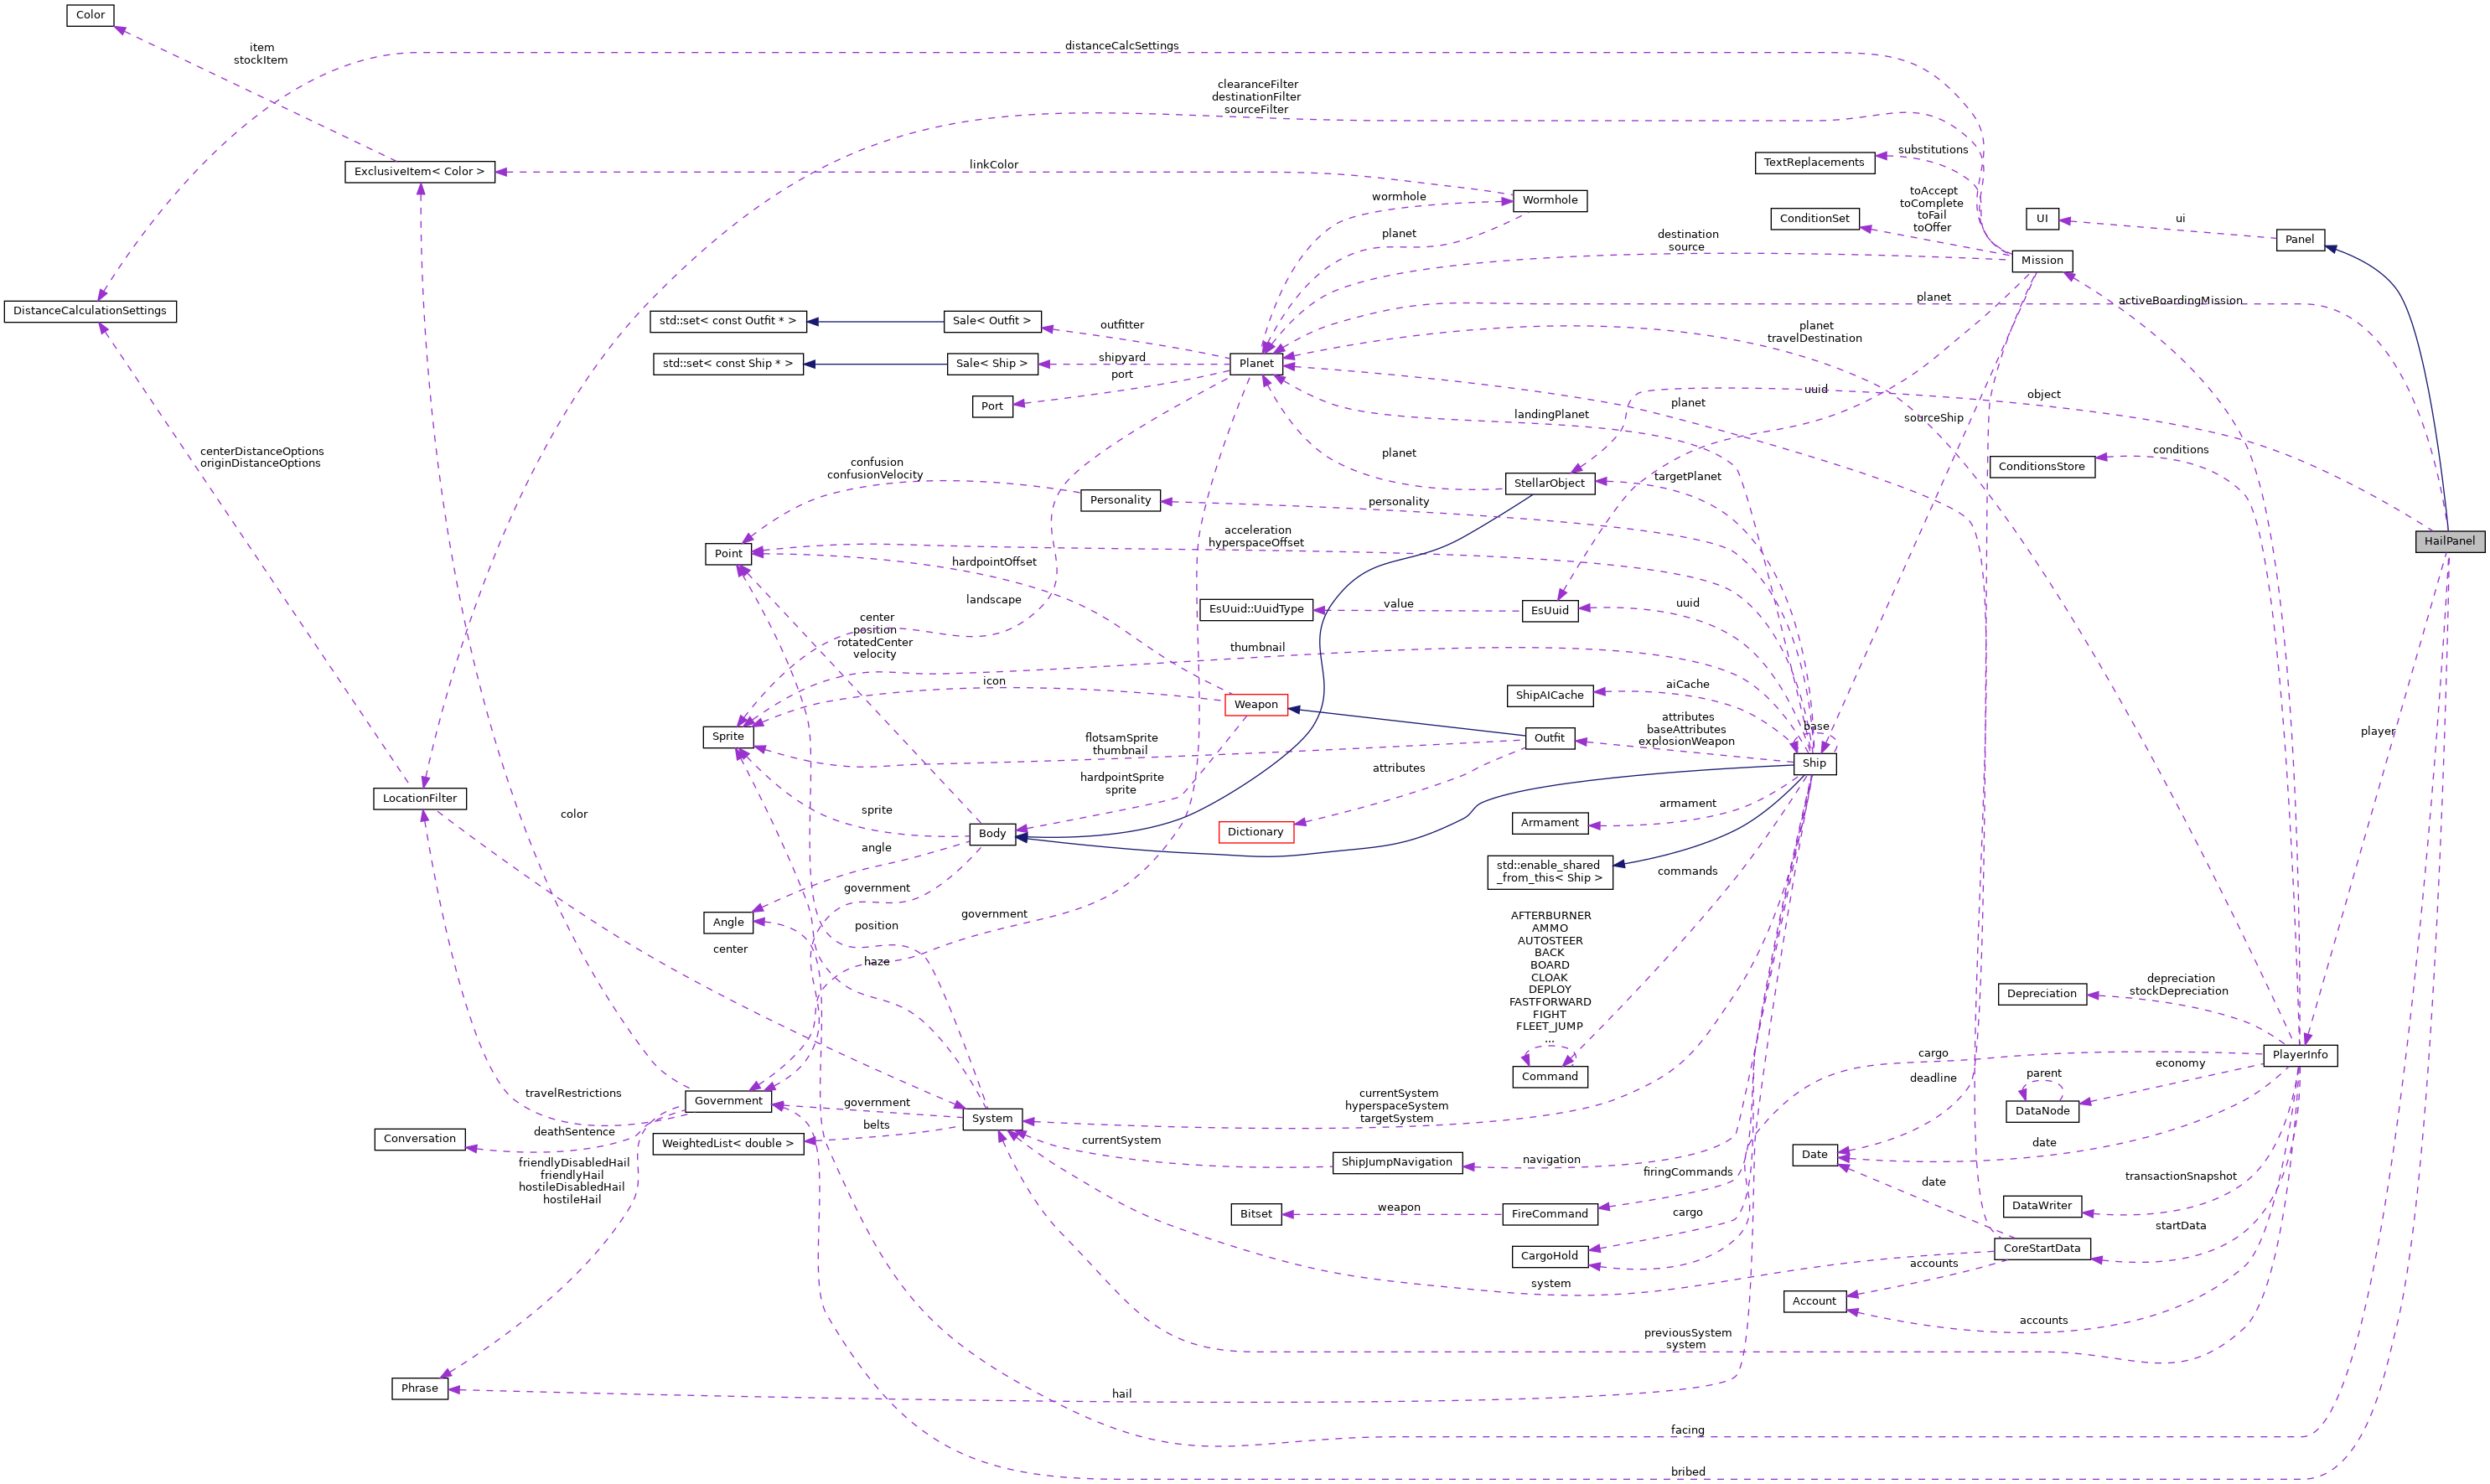 Color
item
stockItem
distanceCalcSettings
clearanceFilter
destinationFilter
sourceFilter
ExclusiveItem< Color >
linkColor
TextReplacements
substitutions
wormhole
Wormhole
planet
toAccept
toComplete
toFail
toOffer
ConditionSet
UI
ui
Panel
destination
source
Mission
DistanceCalculationSettings
std::set< const Outfit * >
Sale< Outfit >
outfitter
planet
activeBoardingMission
planet
travelDestination
std::set< const Ship * >
Sale< Ship >
shipyard
Planet
port
Port
uuid
object
planet
landingPlanet
sourceShip
centerDistanceOptions
originDistanceOptions
confusion
confusionVelocity
planet
conditions
ConditionsStore
StellarObject
targetPlanet
Personality
personality
acceleration
hyperspaceOffset
HailPanel
Point
hardpointOffset
landscape
EsUuid::UuidType
value
EsUuid
uuid
center
position
rotatedCenter
velocity
thumbnail
icon
ShipAICache
aiCache
Weapon
attributes
baseAttributes
explosionWeapon
base
Sprite
flotsamSprite
thumbnail
Outfit
player
Ship
attributes
hardpointSprite
sprite
LocationFilter
color
sprite
Body
Dictionary
Armament
armament
angle
std::enable_shared
_from_this< Ship >
commands
government
Angle
position
government
center
haze
AFTERBURNER
AMMO
AUTOSTEER
BACK
BOARD
CLOAK
DEPLOY
FASTFORWARD
FIGHT
FLEET_JUMP
...
Command
depreciation
stockDepreciation
Depreciation
cargo
PlayerInfo
economy
deadline
parent
DataNode
travelRestrictions
Government
government
System
currentSystem
hyperspaceSystem
targetSystem
deathSentence
Conversation
WeightedList< double >
belts
currentSystem
ShipJumpNavigation
navigation
Date
date
friendlyDisabledHail
friendlyHail
hostileDisabledHail
hostileHail
firingCommands
date
transactionSnapshot
DataWriter
Bitset
weapon
FireCommand
cargo
startData
CargoHold
CoreStartData
system
accounts
Account
accounts
previousSystem
system
Phrase
hail
facing
bribed